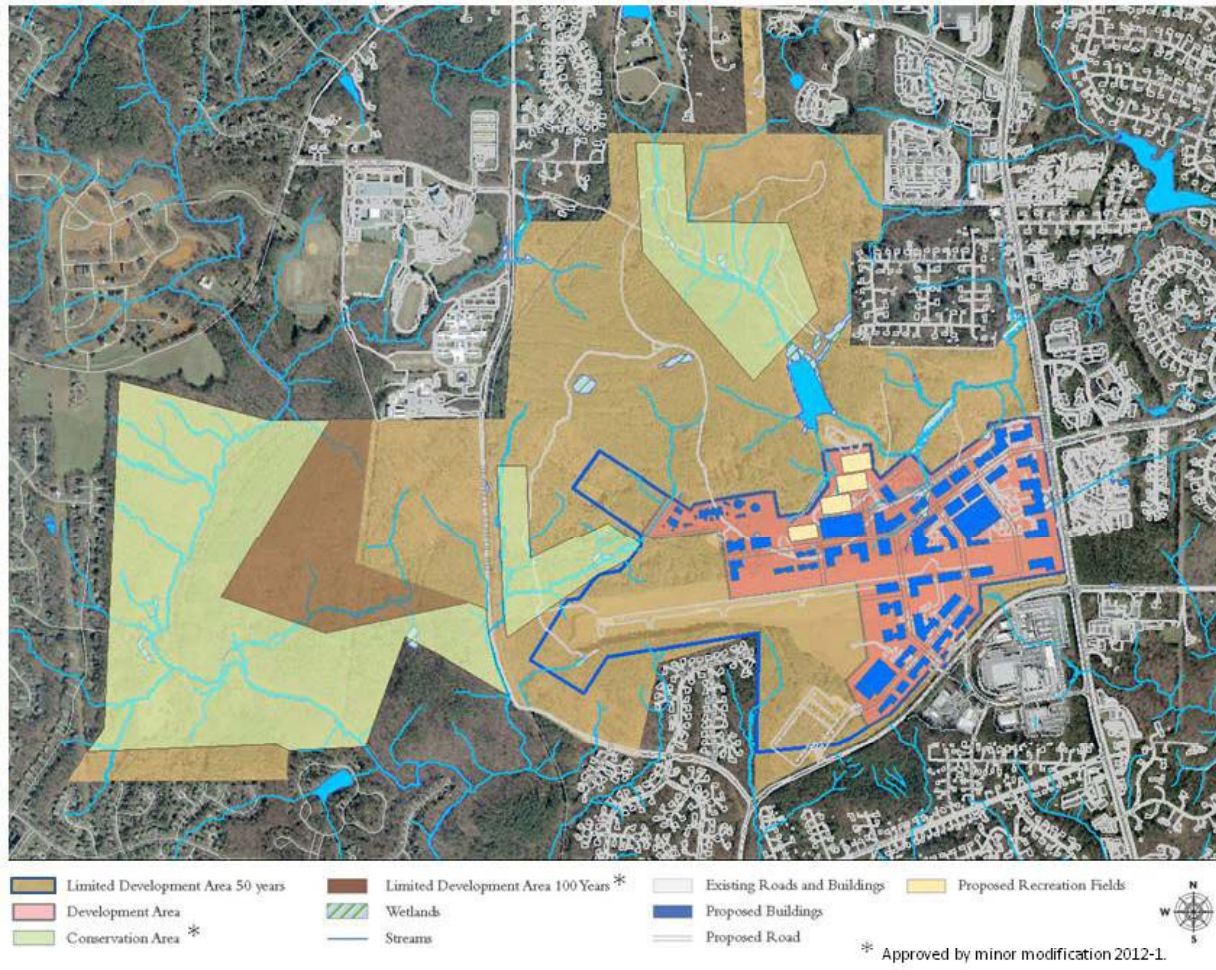 Limited Development Area 50 years
Development Area
Conservation Area *
Limited Development Area 100 Years *
Wetlands
Streams
Existing Roads and Buildings
Proposed Buildings
Proposed Road
Proposed Recreation Fields
N
W E
S
* Approved by minor modification 2012-1.